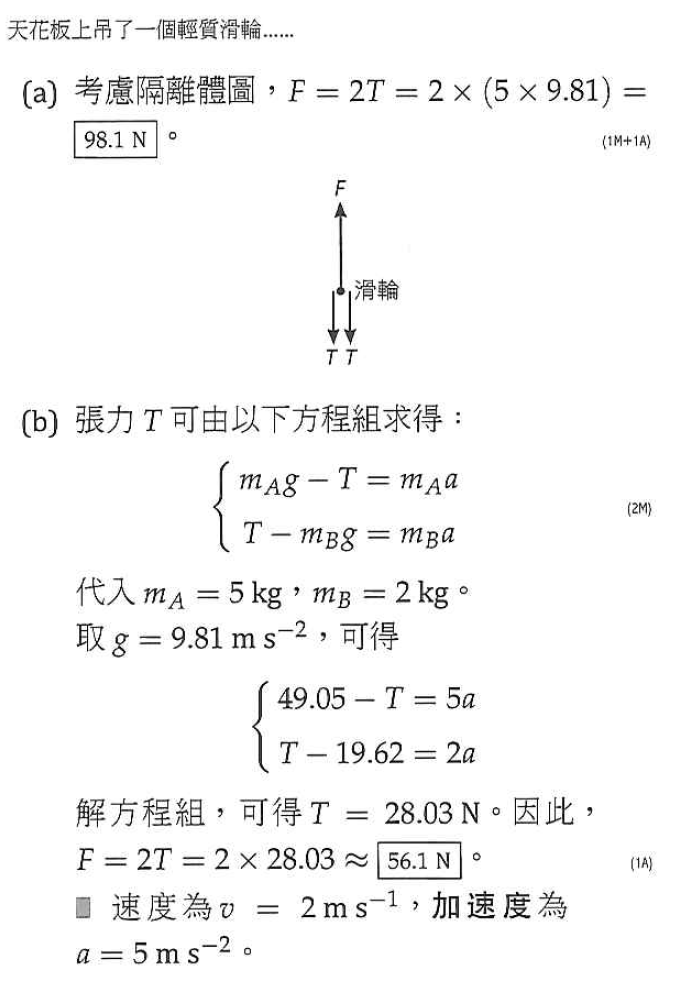 天花板上吊了一個輕質滑輪......
(a) 考慮隔離體圖，F = 2T = 2 × (5 × 9.81) =
98.1 N 。 (1M+1A)
F
滑輪
T T
(b) 張力 T 可由以下方程組求得：
m_A g − T = m_A a
(2M)
T − m_B g = m_B a
代入 m_A = 5 kg，m_B = 2 kg。
取 g = 9.81 m s⁻²，可得
49.05 − T = 5a
T − 19.62 = 2a
解方程組，可得 T = 28.03 N。因此，
F = 2T = 2 × 28.03 ≈ 56.1 N 。 (1A)
速度為 v = 2 m s⁻¹，加速度為
a = 5 m s⁻²。